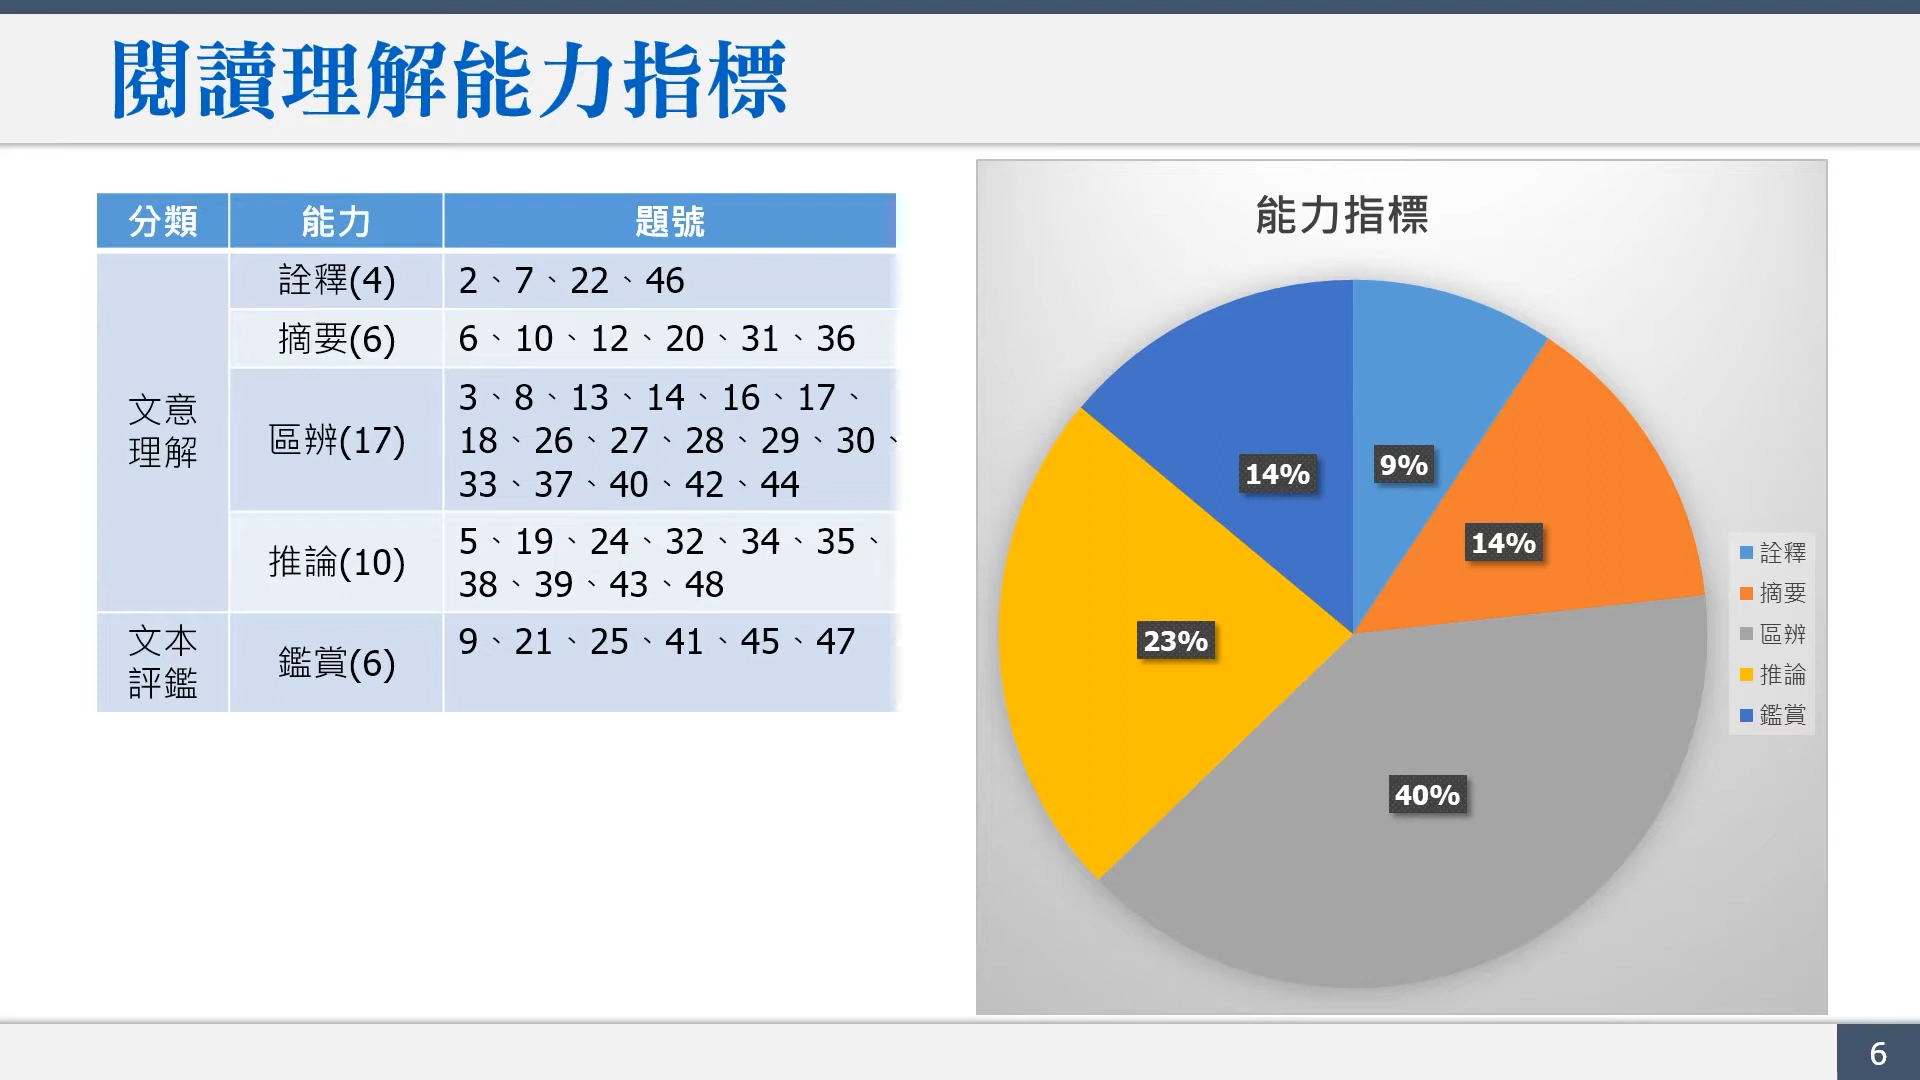 閱讀理解能力指標
分類 能力 題號
文意
理解
詮釋(4) 2、7、22、46
摘要(6) 6、10、12、20、31、36
區辨(17) 3、8、13、14、16、17、
18、26、27、28、29、30、
33、37、40、42、44
推論(10) 5、19、24、32、34、35、
38、39、43、48
文本
評鑑
鑑賞(6) 9、21、25、41、45、47
能力指標
14%
9%
14%
23%
40%
詮釋
摘要
區辨
推論
鑑賞
6